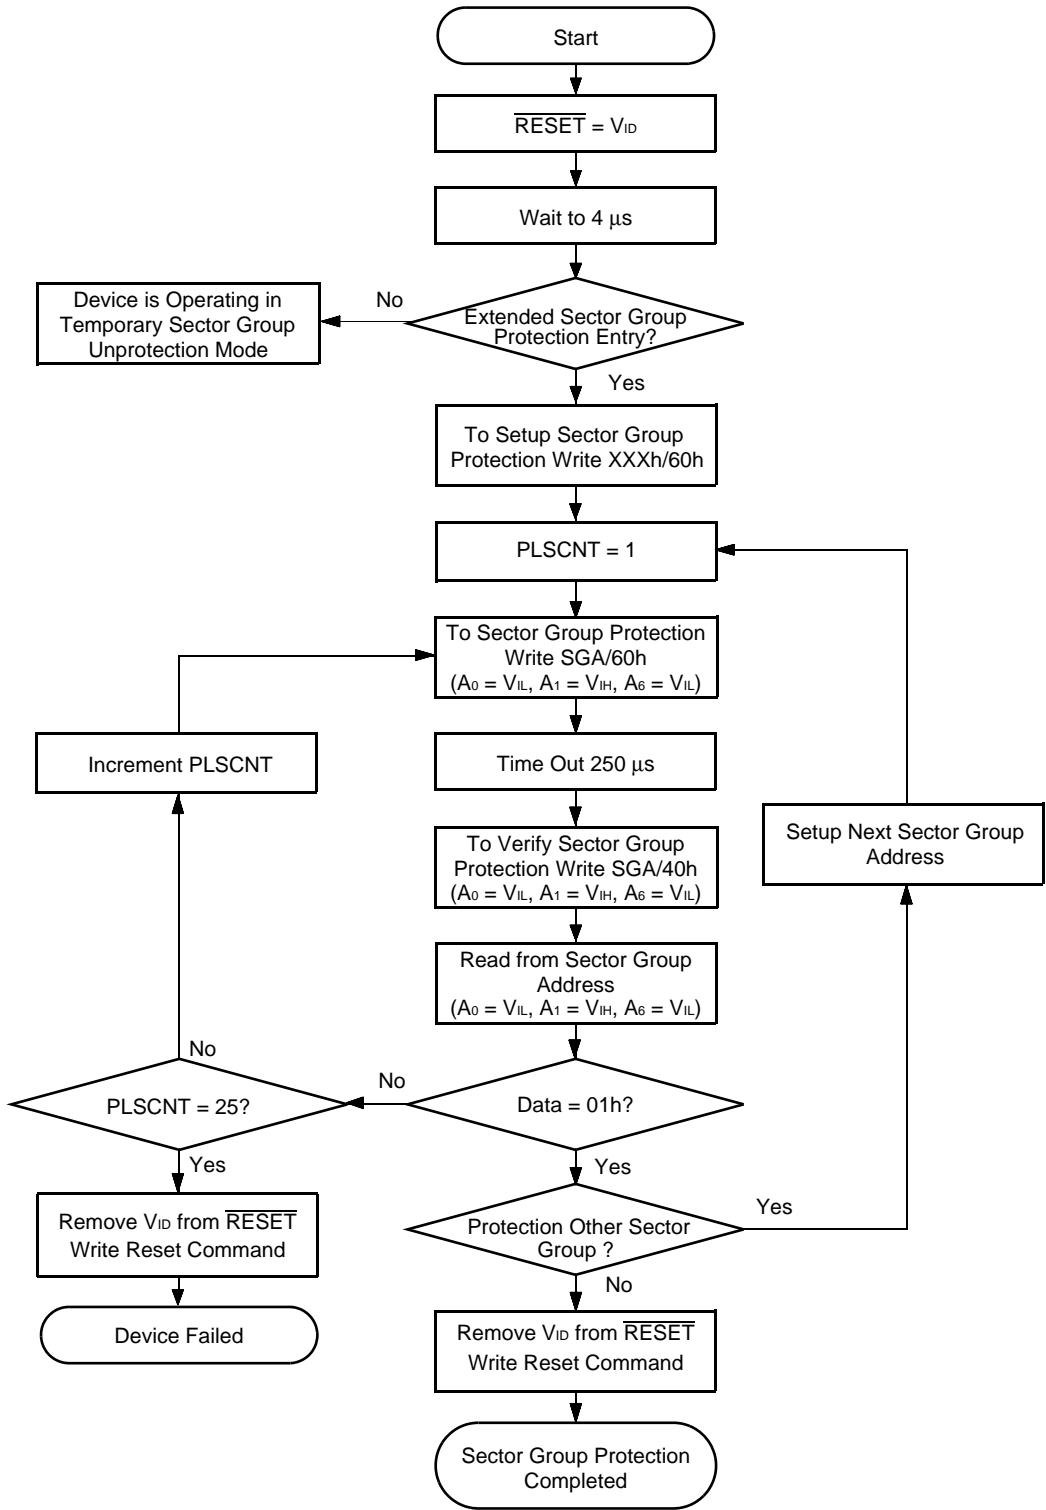 Start
RESET = VID
Wait to 4 μs
Device is Operating in
Temporary Sector Group
Unprotection Mode
No
Extended Sector Group
Protection Entry?
Yes
To Setup Sector Group
Protection Write XXXh/60h
PLSCNT = 1
To Sector Group Protection
Write SGA/60h
(A0 = VIL, A1 = VIH, A6 = VIL)
Increment PLSCNT
Time Out 250 μs
Setup Next Sector Group
Address
To Verify Sector Group
Protection Write SGA/40h
(A0 = VIL, A1 = VIH, A6 = VIL)
Read from Sector Group
Address
(A0 = VIL, A1 = VIH, A6 = VIL)
No
PLSCNT = 25?
No
Data = 01h?
Yes
Yes
Remove VID from RESET
Write Reset Command
Protection Other Sector
Group ?
Yes
No
Device Failed
Remove VID from RESET
Write Reset Command
Sector Group Protection
Completed